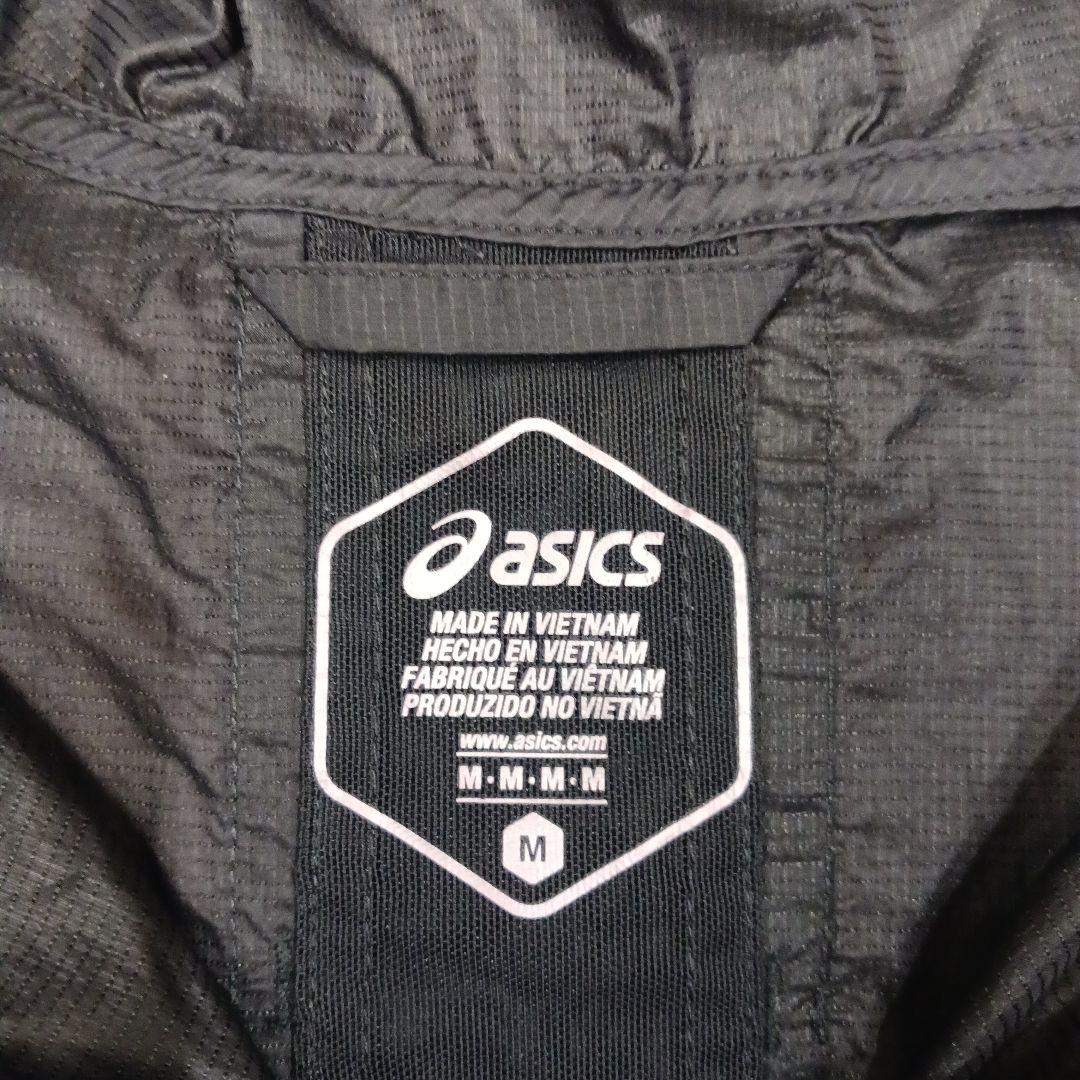 asics
MADE IN VIETNAM
HECHO EN VIETNAM
FABRIQUÉ AU VIÊTNAM
PRODUZIDO NO VIETNÃ
www.asics.com
M·M·M·M
M